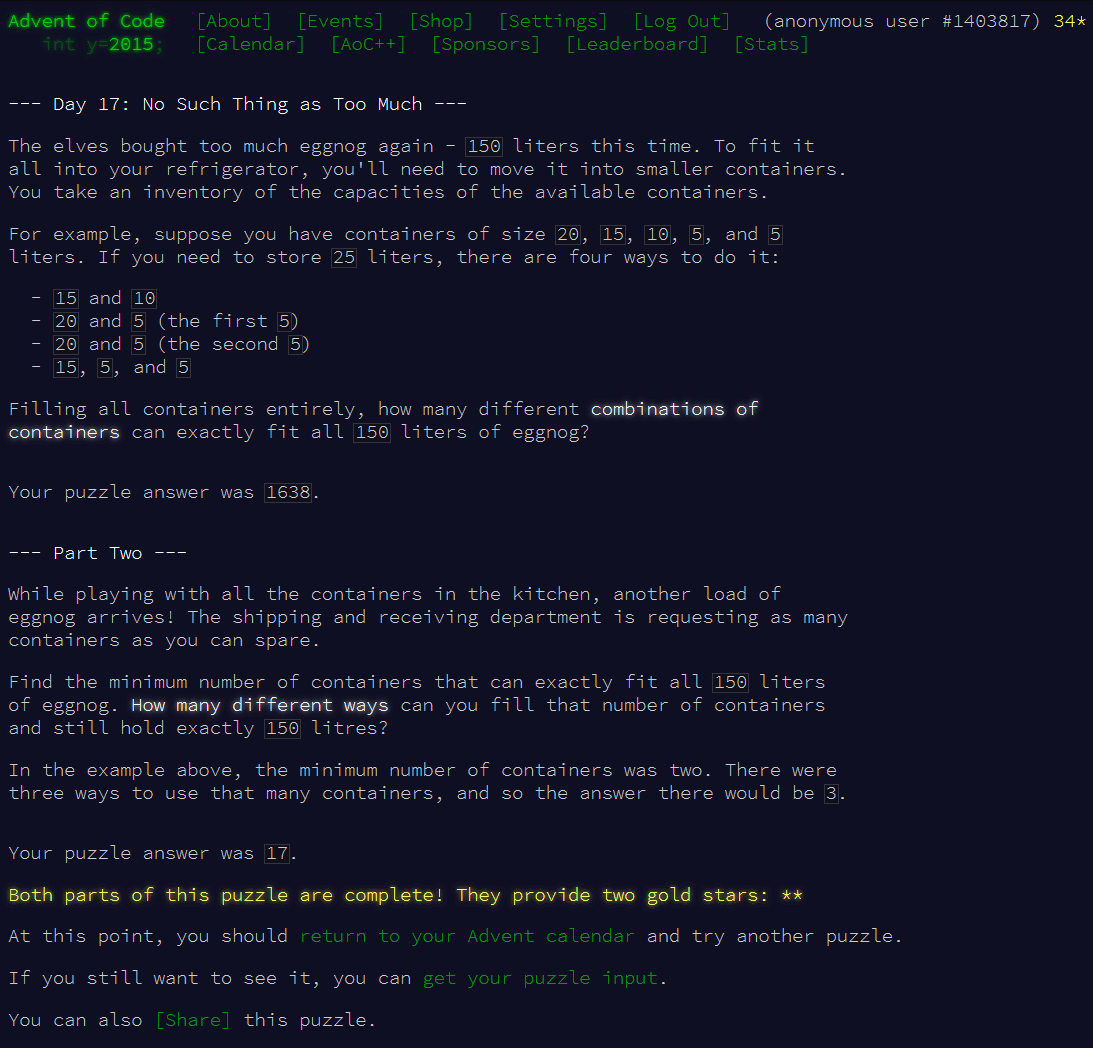 Advent of Code [About] [Events] [Shop] [Settings] [Log Out] (anonymous user #1403817) 34*
int y=2015; [Calendar] [AoC++] [Sponsors] [Leaderboard] [Stats]
--- Day 17: No Such Thing as Too Much ---
The elves bought too much eggnog again - 150 liters this time. To fit it
all into your refrigerator, you'll need to move it into smaller containers.
You take an inventory of the capacities of the available containers.
For example, suppose you have containers of size 20, 15, 10, 5, and 5
liters. If you need to store 25 liters, there are four ways to do it:
- 15 and 10
- 20 and 5 (the first 5)
- 20 and 5 (the second 5)
- 15, 5, and 5
Filling all containers entirely, how many different combinations of
containers can exactly fit all 150 liters of eggnog?
Your puzzle answer was 1638.
--- Part Two ---
While playing with all the containers in the kitchen, another load of
eggnog arrives! The shipping and receiving department is requesting as many
containers as you can spare.
Find the minimum number of containers that can exactly fit all 150 liters
of eggnog. How many different ways can you fill that number of containers
and still hold exactly 150 litres?
In the example above, the minimum number of containers was two. There were
three ways to use that many containers, and so the answer there would be 3.
Your puzzle answer was 17.
Both parts of this puzzle are complete! They provide two gold stars: **
At this point, you should return to your Advent calendar and try another puzzle.
If you still want to see it, you can get your puzzle input.
You can also [Share] this puzzle.